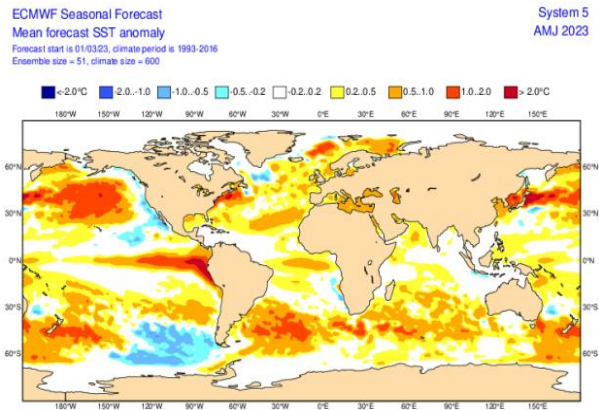 ECMWF Seasonal Forecast
System 5
Mean forecast SST anomaly
AMJ 2023
Forecast start is 01/03/23, climate period is 1993-2016
Ensemble size = 51, climate size = 600
<-2.0°C -2.0..-1.0 -1.0..-0.5 -0.5..-0.2 -0.2..0.2 0.2..0.5 0.5..1.0 1.0..2.0 > 2.0°C
180°W 150°W 120°W 90°W 60°W 30°W 0°E 30°E 60°E 90°E 120°E 150°E
60°N 60°N
30°N 30°N
0°N 0°N
30°S 30°S
60°S 60°S
180°W 150°W 120°W 90°W 60°W 30°W 0°E 30°E 60°E 90°E 120°E 150°E